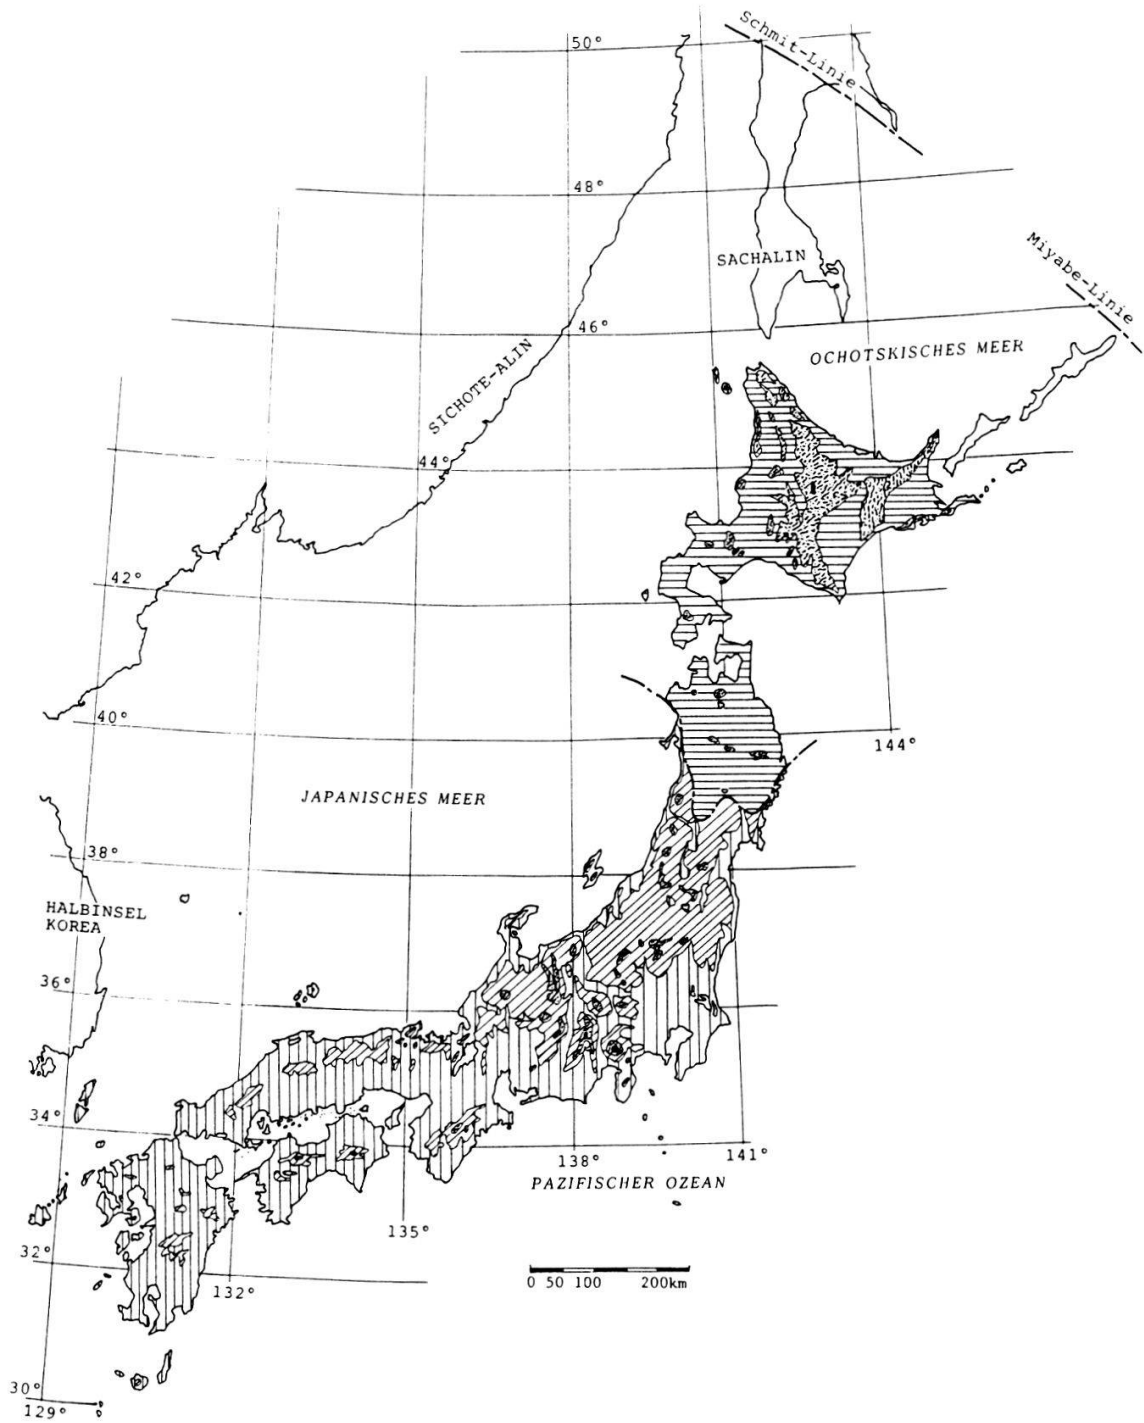 Schmit-Linie
50°
48°
SACHALIN
Miyabe-Linie
46°
OCHOTSKISCHES MEER
SICHOTE-ALIN
44°
42°
40°
144°
JAPANISCHES MEER
38°
HALBINSEL
KOREA
36°
34°
138°
141°
PAZIFISCHER OZEAN
135°
32°
132°
0 50 100 200km
30°
129°